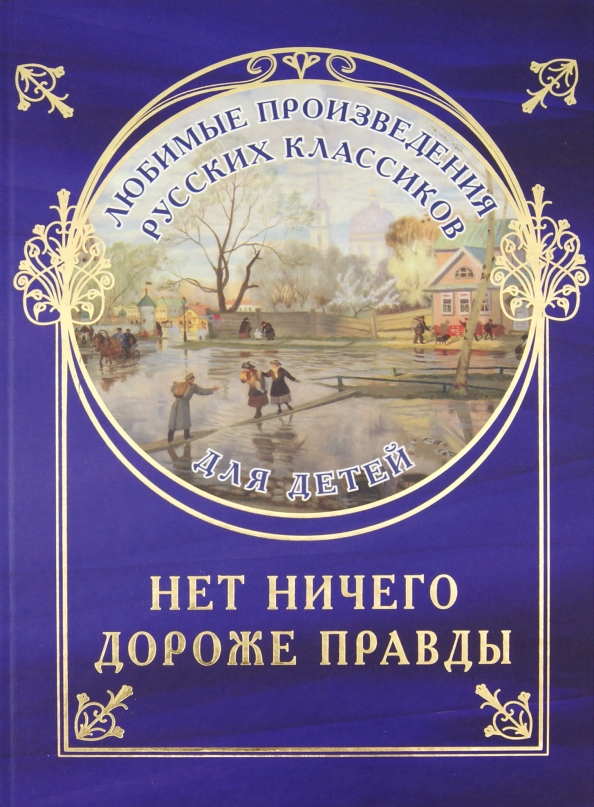 ЛЮБИМЫЕ ПРОИЗВЕДЕНИЯ
РУССКИХ КЛАССИКОВ
ДЛЯ ДЕТЕЙ
НЕТ НИЧЕГО
ДОРОЖЕ ПРАВДЫ